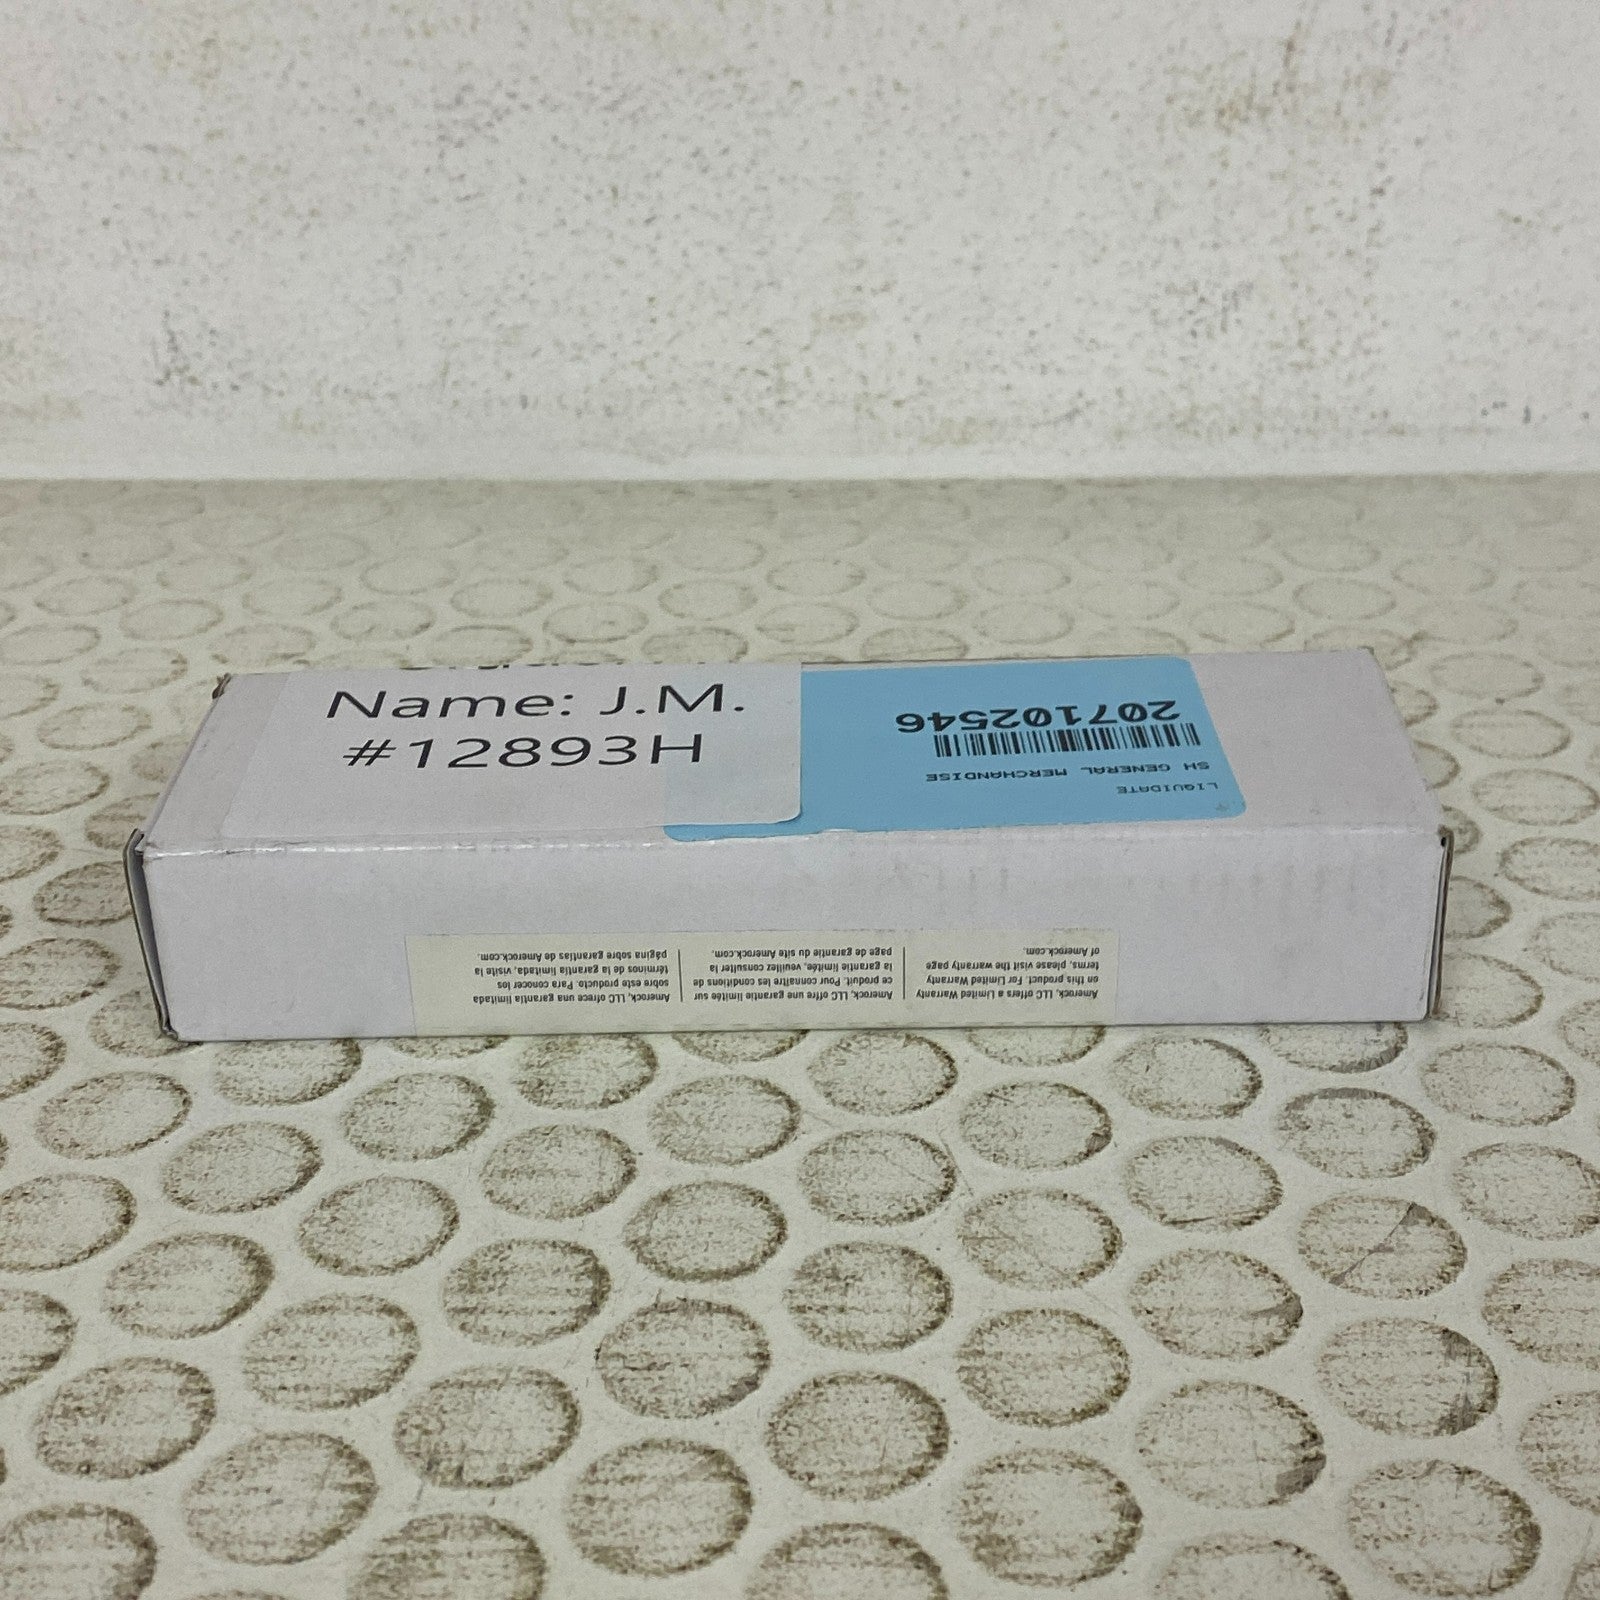 Name: J.M.
#12893H
LIQUIDATE
SH GENERAL MERCHANDISE
207102546
Amerock, LLC offers a Limited Warranty
on this product. For Limited Warranty
terms, please visit the warranty page
of Amerock.com.
Amerock, LLC offre une garantie limitée sur
ce produit. Pour connaître les conditions de
la garantie limitée, veuillez consulter la
page de garantie du site Amerock.com.
Amerock, LLC ofrece una garantía limitada
sobre este producto. Para conocer los
términos de la garantía limitada, visite la
página sobre garantías de Amerock.com.